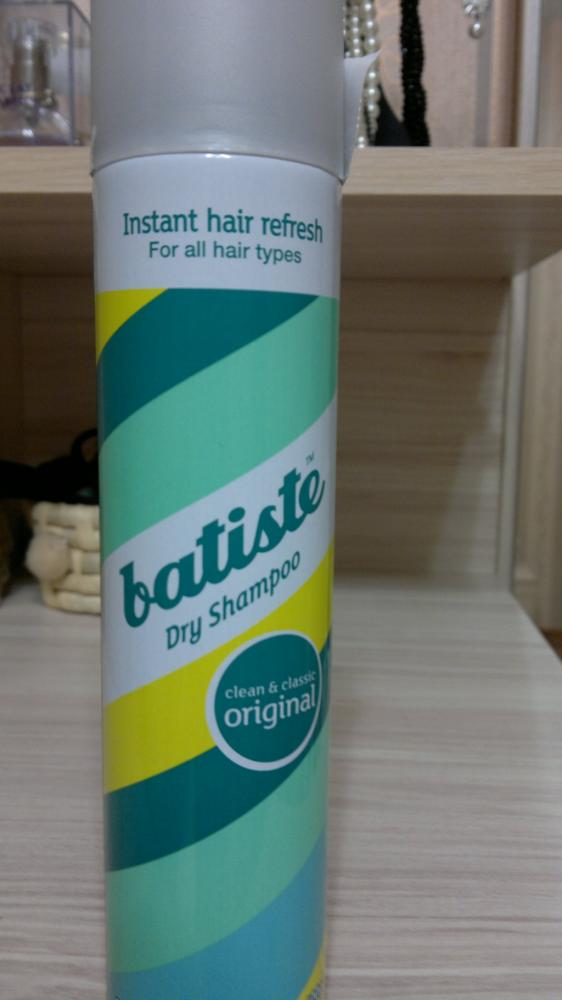 Instant hair refresh
For all hair types
batiste™
Dry Shampoo
clean & classic
original